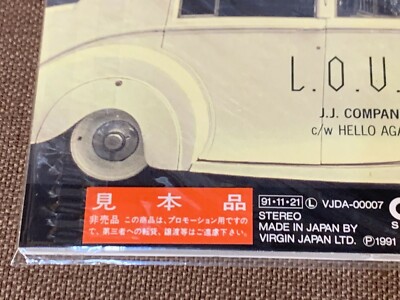 L.O.V.
J.J. COMPAN
c/w HELLO AGA
見本品
非売品 この商品は、プロモーション用ですの
で、第三者への転貸、譲渡等はご遠慮下さい。
91・11・21 Ⓛ VJDA-00007
STEREO
MADE IN JAPAN BY
VIRGIN JAPAN LTD. Ⓟ1991